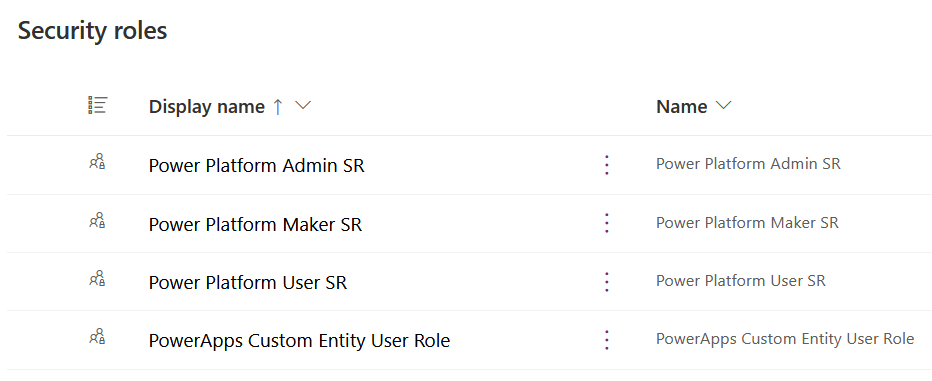 Security roles
Display name ↑ Name
Power Platform Admin SR Power Platform Admin SR
Power Platform Maker SR Power Platform Maker SR
Power Platform User SR Power Platform User SR
PowerApps Custom Entity User Role PowerApps Custom Entity User Role